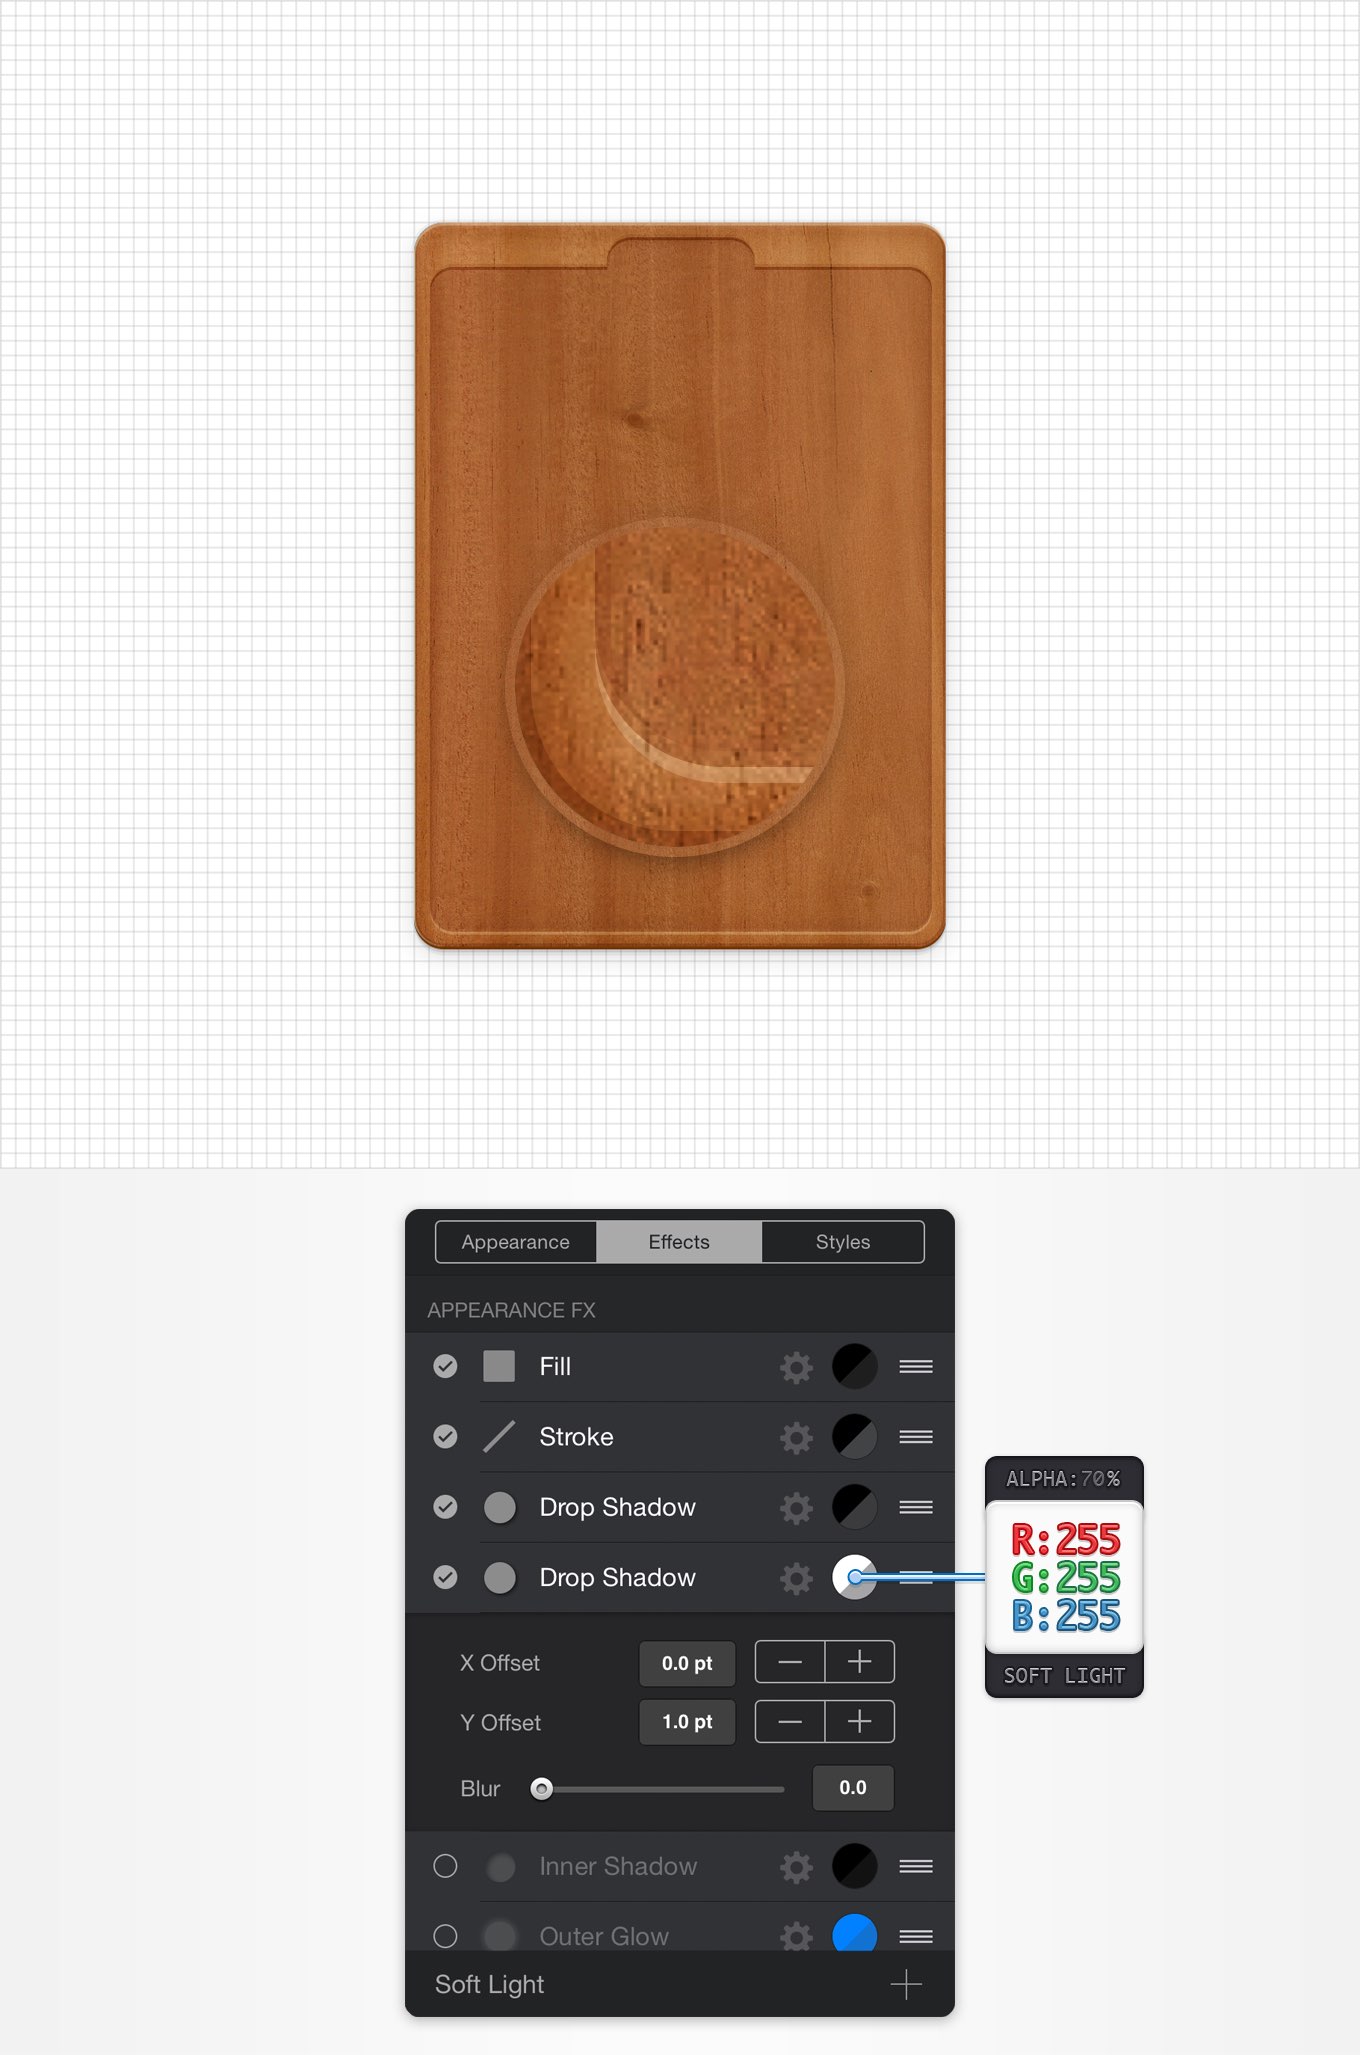 Appearance Effects Styles
APPEARANCE FX
Fill
Stroke
Drop Shadow
Drop Shadow
X Offset 0.0 pt
Y Offset 1.0 pt
Blur 0.0
Inner Shadow
Outer Glow
Soft Light
ALPHA:70%
R:255
G:255
B:255
SOFT LIGHT